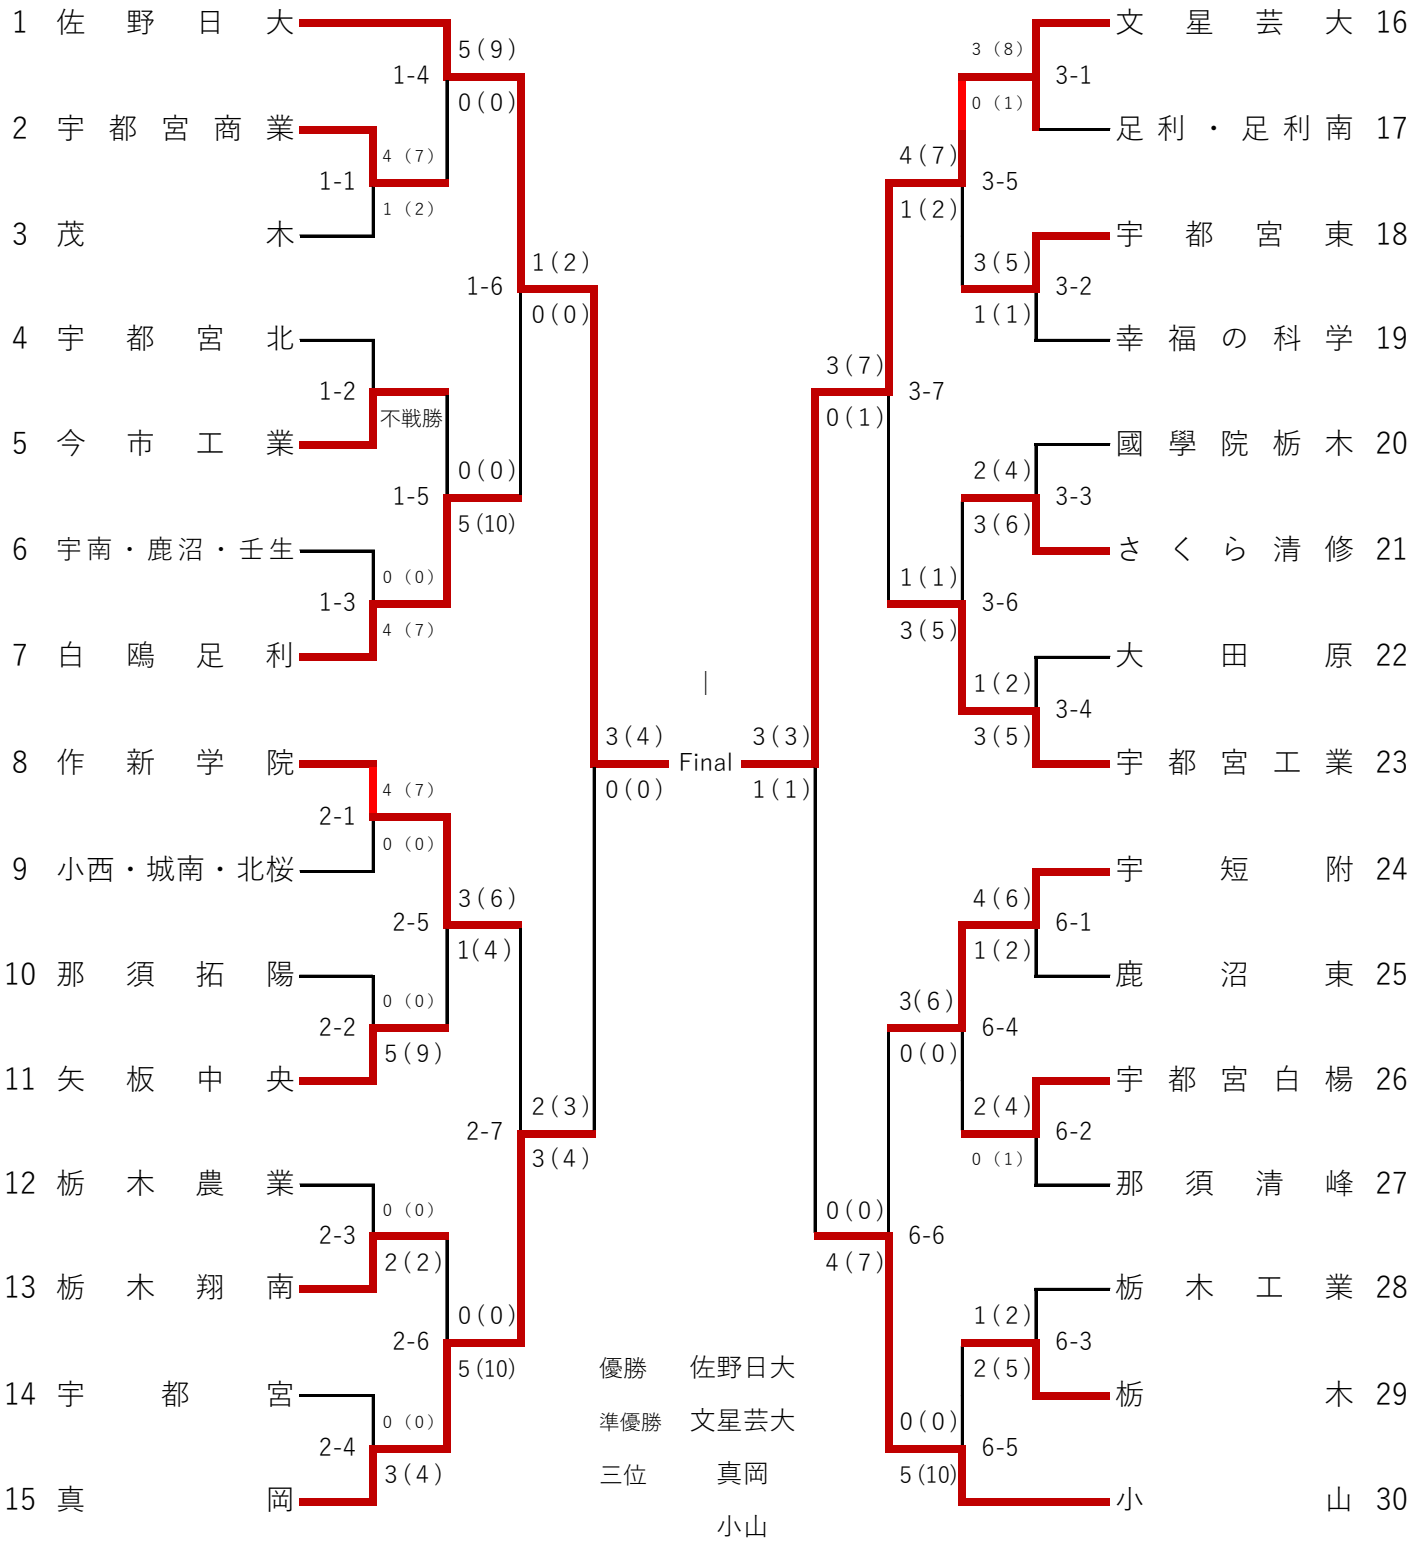 1 佐野日大
5(9)
1-4
0(0)
2 宇都宮商業
4 (7)
1-1
1 (2)
3 茂木
1(2)
1-6
0(0)
4 宇都宮北
1-2
不戦勝
5 今市工業
0(0)
1-5
5(10)
6 宇南・鹿沼・壬生
0 (0)
1-3
4 (7)
7 白鴎足利
8 作新学院
4 (7)
2-1
0 (0)
9 小西・城南・北桜
3(6)
2-5
1(4)
10 那須拓陽
0 (0)
2-2
5(9)
11 矢板中央
2(3)
2-7
3(4)
12 栃木農業
0 (0)
2-3
2(2)
13 栃木翔南
0(0)
2-6
5(10)
14 宇都宮
0 (0)
2-4
3(4)
15 真岡
|
3(4)
0(0)
Final
3(3)
1(1)
文星芸大 16
3 (8)
3-1
0 (1)
足利・足利南 17
4(7)
3-5
1(2)
宇都宮東 18
3(5)
3-2
1(1)
幸福の科学 19
3(7)
3-7
0(1)
國學院栃木 20
2(4)
3-3
3(6)
さくら清修 21
1(1)
3-6
3(5)
大田原 22
1(2)
3-4
3(5)
宇都宮工業 23
宇短附 24
4(6)
6-1
1(2)
鹿沼東 25
3(6)
6-4
0(0)
宇都宮白楊 26
2(4)
6-2
0 (1)
那須清峰 27
0(0)
6-6
4(7)
栃木工業 28
1(2)
6-3
2(5)
栃木 29
0(0)
6-5
5(10)
小山 30
優勝 佐野日大
準優勝 文星芸大
三位 真岡
小山